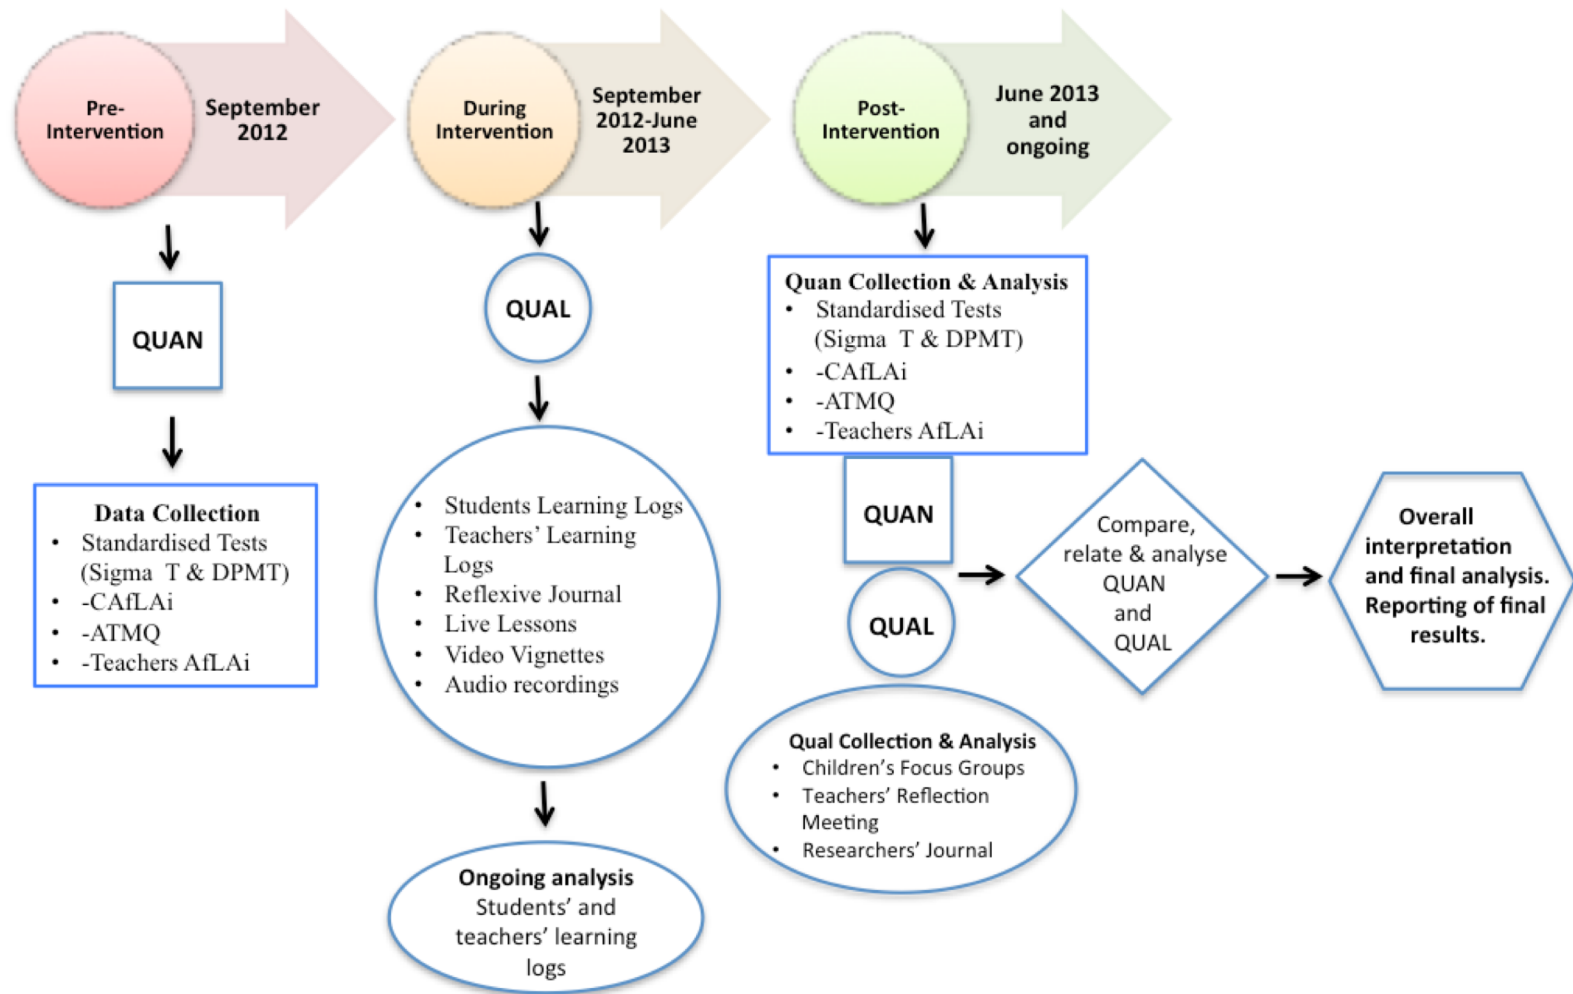 Pre-
Intervention
September
2012
During
Intervention
September
2012-June
2013
Post-
Intervention
June 2013
and
ongoing
QUAN
Data Collection
• Standardised Tests
(Sigma T & DPMT)
• -CAfLAi
• -ATMQ
• -Teachers AfLAi
QUAL
• Students Learning Logs
• Teachers' Learning
Logs
• Reflexive Journal
• Live Lessons
• Video Vignettes
• Audio recordings
Ongoing analysis
Students' and
teachers' learning
logs
Quan Collection & Analysis
• Standardised Tests
(Sigma T & DPMT)
• -CAfLAi
• -ATMQ
• -Teachers AfLAi
QUAN
QUAL
Qual Collection & Analysis
• Children's Focus Groups
• Teachers' Reflection
Meeting
• Researchers' Journal
Compare,
relate & analyse
QUAN
and
QUAL
Overall
interpretation
and final analysis.
Reporting of final
results.